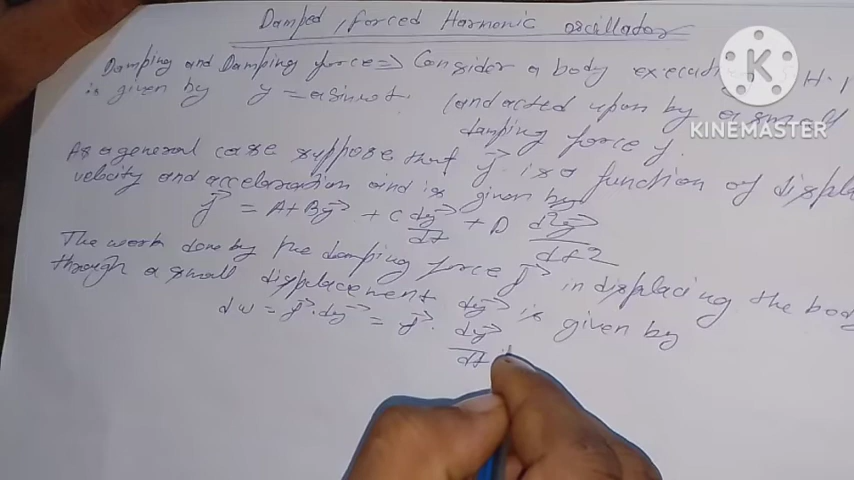 Damped, forced Harmonic oscillator
Damping and Damping force ⇒ Consider a body executing S.H.
is given by y = a sin wt. (and acted upon by a small
damping force f.
As a general case suppose that f⃗ is a function of displa
velocity and acceleration and is given by
f⃗ = A + By⃗ + C dy⃗/dt + D d²y⃗/dt²
The work done by the damping force f⃗ in displacing the body
through a small displacement dy⃗ is given by
dw = f⃗.dy⃗ = f⃗. dy⃗/dt
K
KINEMASTER